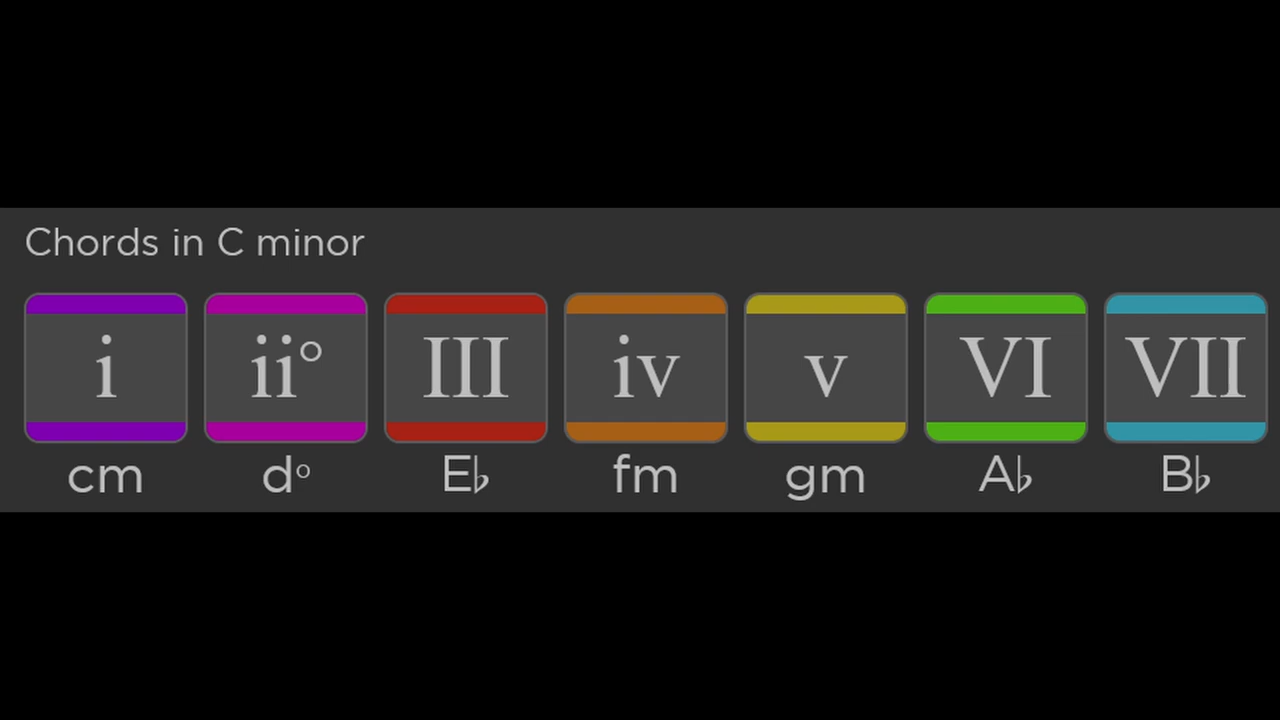 Chords in C minor
i ii° III iv v VI VII
cm d° E♭ fm gm A♭ B♭